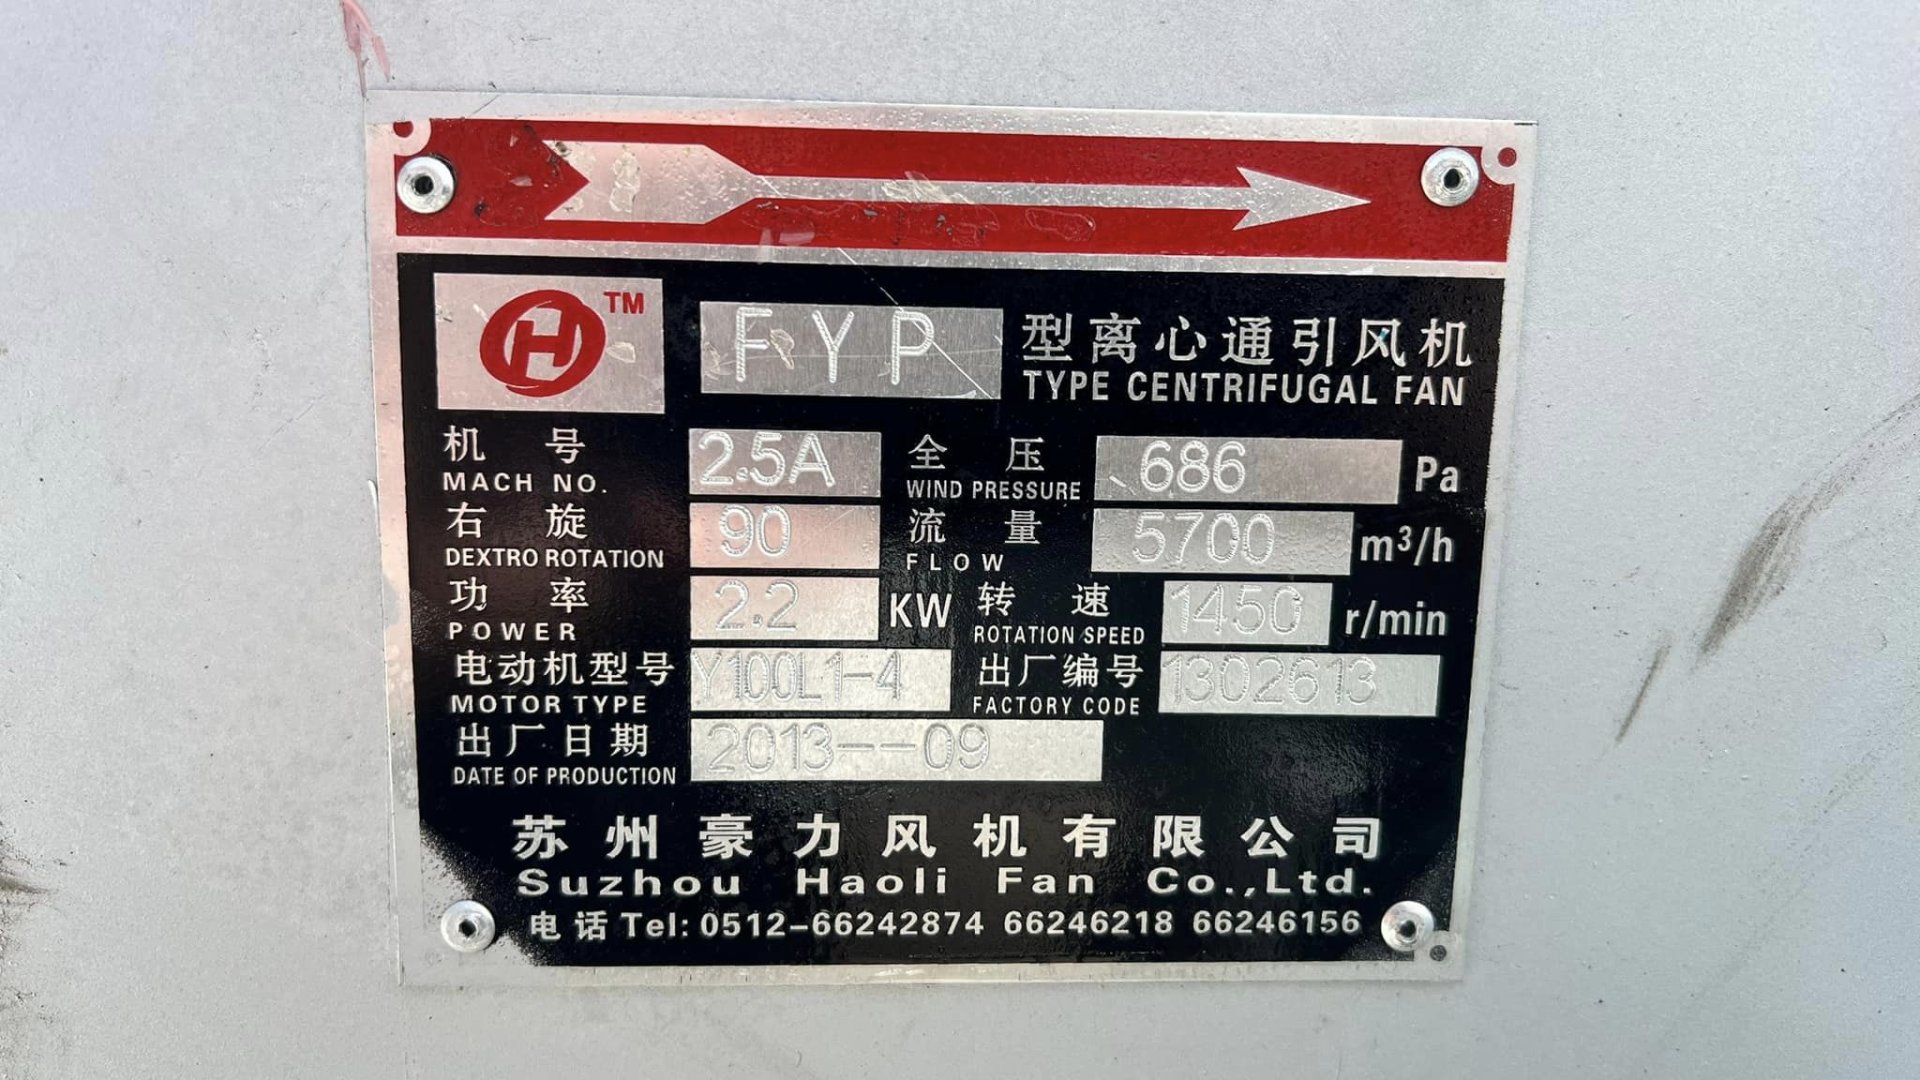 H TM
FYP 型离心通引风机
TYPE CENTRIFUGAL FAN
机号 2.5A 全压 686 Pa
MACH NO. WIND PRESSURE
右旋 90 流量 5700 m³/h
DEXTRO ROTATION FLOW
功率 2.2 KW 转速 1450 r/min
POWER ROTATION SPEED
电动机型号 Y100L1-4 出厂编号 1302613
MOTOR TYPE FACTORY CODE
出厂日期 2013--09
DATE OF PRODUCTION
苏州豪力风机有限公司
Suzhou Haoli Fan Co.,Ltd.
电话 Tel: 0512-66242874 66246218 66246156